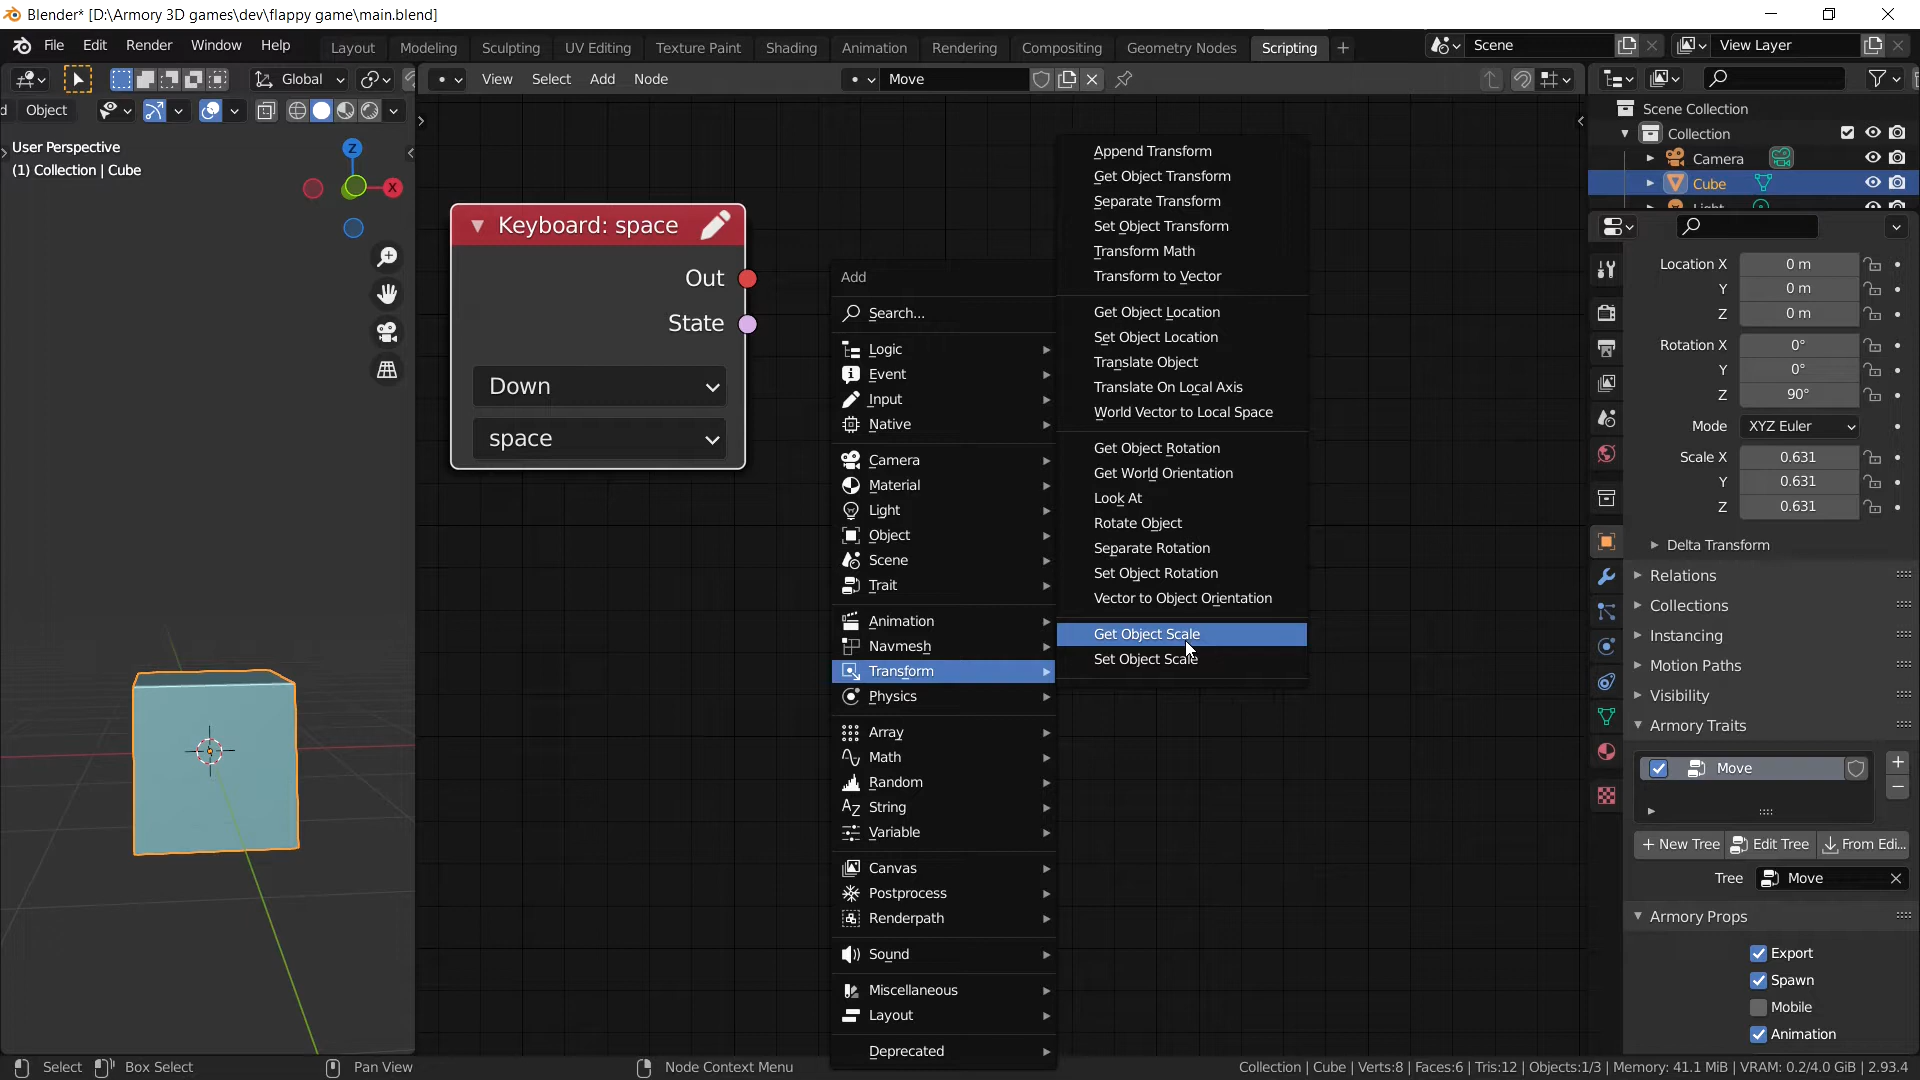 Blender* [D:\Armory 3D games\dev\flappy game\main.blend]
File Edit Render Window Help Layout Modeling Sculpting UV Editing Texture Paint Shading Animation Rendering Compositing Geometry Nodes Scripting + Scene View Layer
Global View Select Add Node Move
Object
User Perspective
(1) Collection | Cube
Z
X
Keyboard: space
Out
State
Down
space
Add
Search...
Logic
Event
Input
Native
Camera
Material
Light
Object
Scene
Trait
Animation
Navmesh
Transform
Physics
Array
Math
Random
String
Variable
Canvas
Postprocess
Renderpath
Sound
Miscellaneous
Layout
Deprecated
Append Transform
Get Object Transform
Separate Transform
Set Object Transform
Transform Math
Transform to Vector
Get Object Location
Set Object Location
Translate Object
Translate On Local Axis
World Vector to Local Space
Get Object Rotation
Get World Orientation
Look At
Rotate Object
Separate Rotation
Set Object Rotation
Vector to Object Orientation
Get Object Scale
Set Object Scale
Scene Collection
Collection
Camera
Cube
Light
Location X 0 m
Y 0 m
Z 0 m
Rotation X 0°
Y 0°
Z 90°
Mode XYZ Euler
Scale X 0.631
Y 0.631
Z 0.631
Delta Transform
Relations
Collections
Instancing
Motion Paths
Visibility
Armory Traits
Move
+ New Tree Edit Tree From Edi...
Tree Move
Armory Props
Export
Spawn
Mobile
Animation
Select Box Select Pan View Node Context Menu Collection | Cube | Verts:8 | Faces:6 | Tris:12 | Objects:1/3 | Memory: 41.1 MiB | VRAM: 0.2/4.0 GiB | 2.93.4